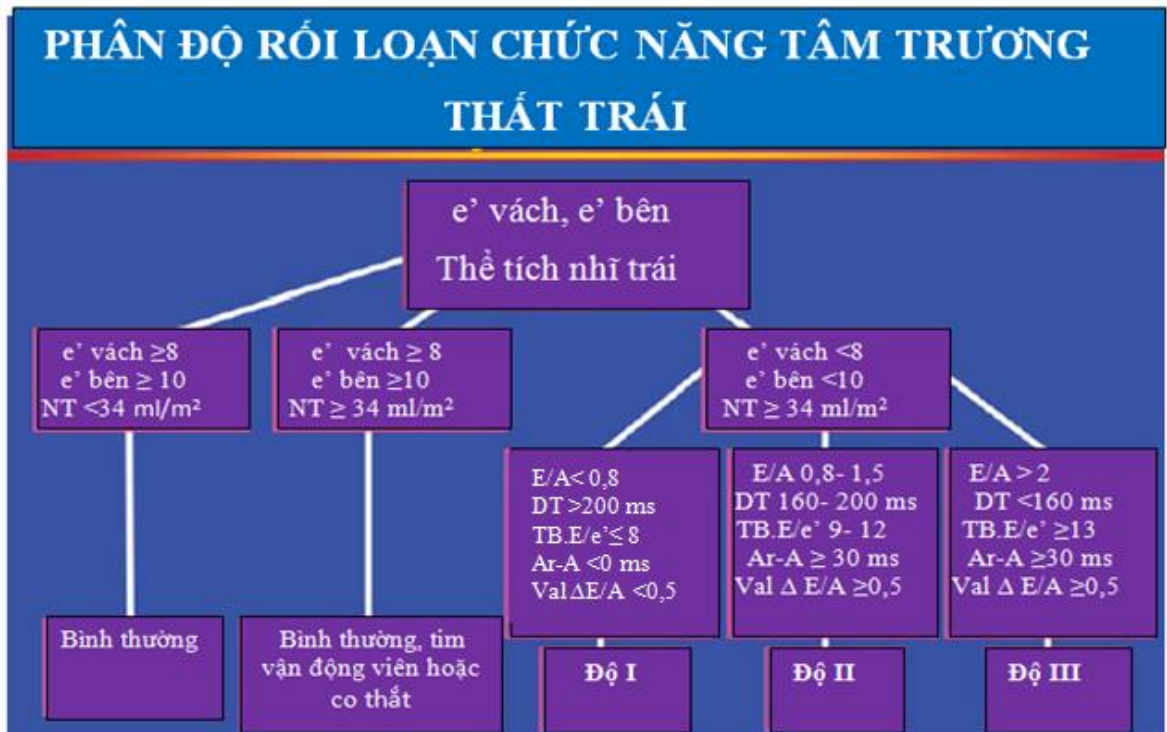 PHÂN ĐỘ RỐI LOẠN CHỨC NĂNG TÂM TRƯƠNG
THẤT TRÁI
e’ vách, e’ bên
Thể tích nhĩ trái
e’ vách ≥8
e’ bên ≥ 10
NT <34 ml/m²
e’ vách ≥ 8
e’ bên ≥10
NT ≥ 34 ml/m²
e’ vách <8
e’ bên <10
NT ≥ 34 ml/m²
E/A< 0,8
DT >200 ms
TB.E/e’≤ 8
Ar-A <0 ms
Val ΔE/A <0,5
E/A 0,8- 1,5
DT 160- 200 ms
TB.E/e’ 9- 12
Ar-A ≥ 30 ms
Val Δ E/A ≥0,5
E/A > 2
DT <160 ms
TB.E/e’ ≥13
Ar-A ≥30 ms
Val Δ E/A ≥0,5
Bình thường
Bình thường, tim
vận động viên hoặc
co thắt
Độ I
Độ II
Độ III